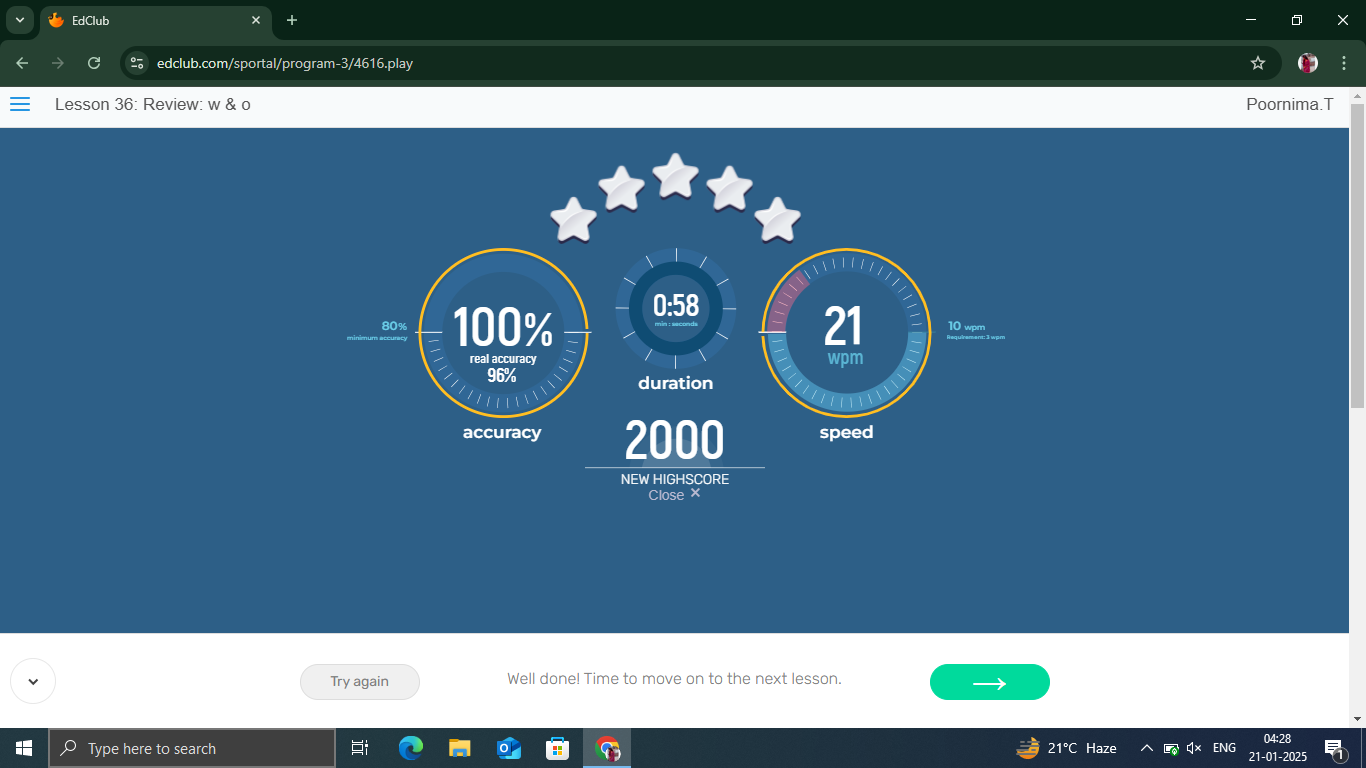 EdClub
edclub.com/sportal/program-3/4616.play
Lesson 36: Review: w & o
Poornima.T
80%
minimum accuracy
100%
real accuracy
96%
accuracy
0:58
min : seconds
duration
21
wpm
speed
10 wpm
Requirement: 3 wpm
2000
NEW HIGHSCORE
Close ×
Try again
Well done! Time to move on to the next lesson.
Type here to search
21°C Haze
ENG
04:28
21-01-2025
1